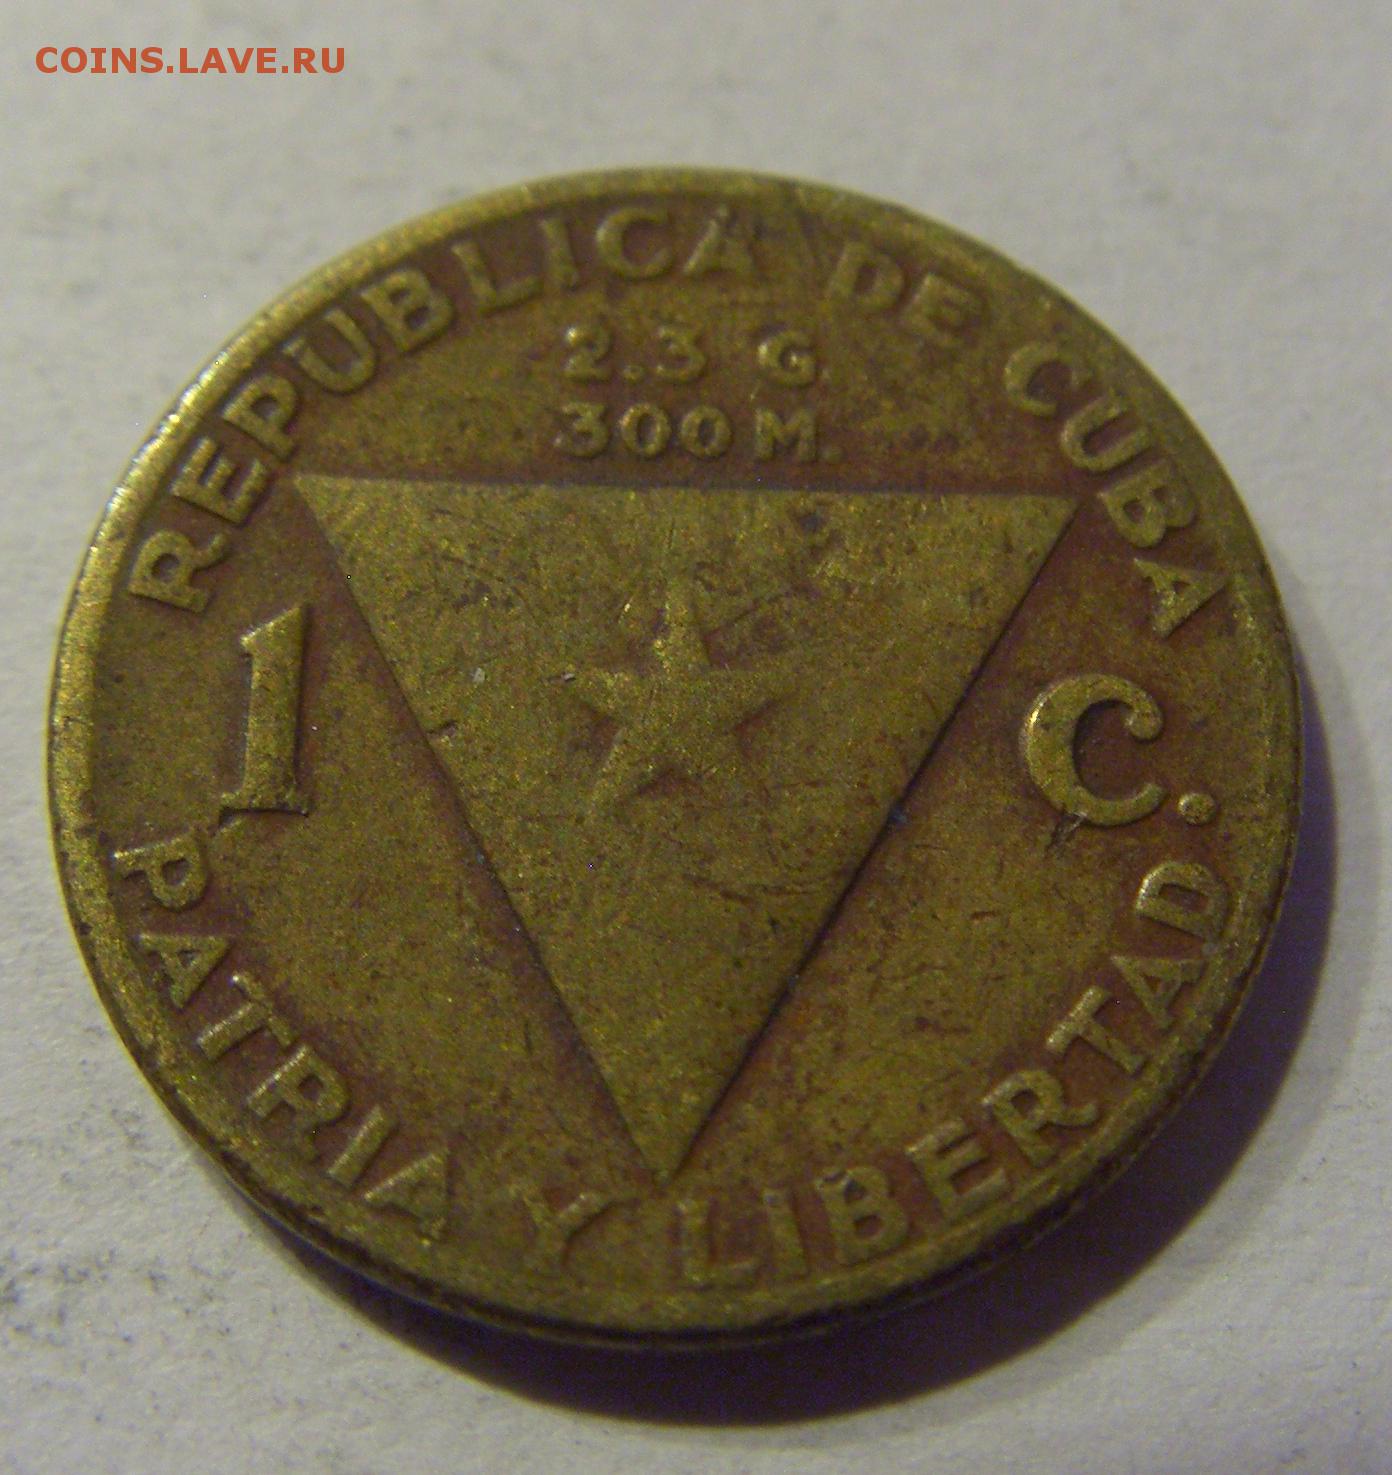 COINS.LAVE.RU
REPUBLICA DE CUBA
2.3 G.
300 M.
1 C.
PATRIA Y LIBERTAD